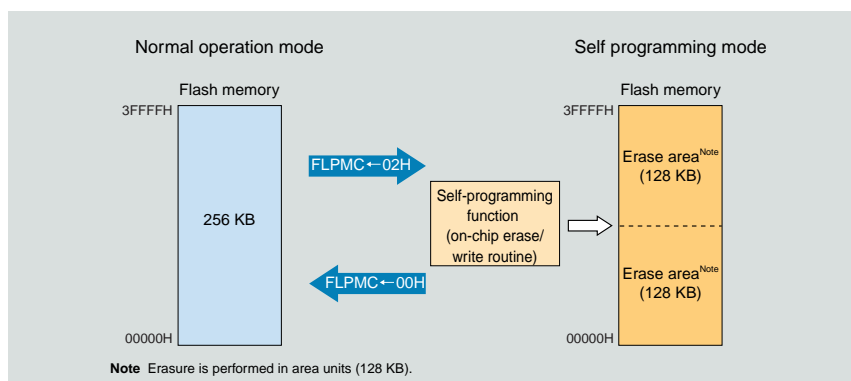 Normal operation mode
Flash memory
3FFFFH
256 KB
00000H
FLPMC←02H
FLPMC←00H
Self programming mode
Self-programming
function
(on-chip erase/
write routine)
Flash memory
3FFFFH
Erase areaNote
(128 KB)
Erase areaNote
(128 KB)
00000H
Note Erasure is performed in area units (128 KB).